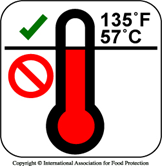 135°F
57°C
Copyright © International Association for Food Protection